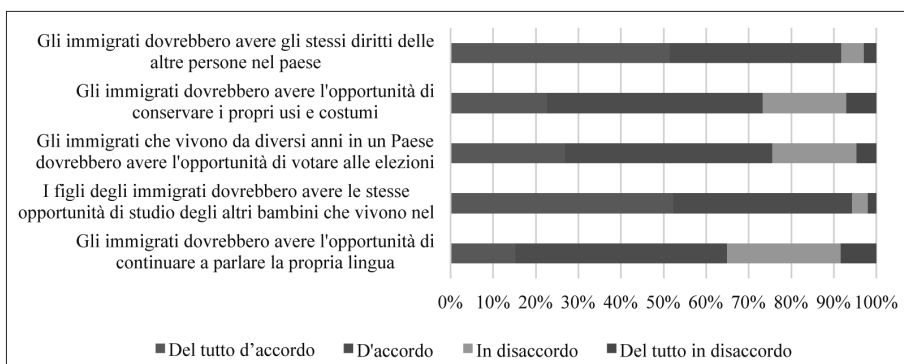 Gli immigrati dovrebbero avere gli stessi diritti delle
altre persone nel paese
Gli immigrati dovrebbero avere l'opportunità di
conservare i propri usi e costumi
Gli immigrati che vivono da diversi anni in un Paese
dovrebbero avere l'opportunità di votare alle elezioni
I figli degli immigrati dovrebbero avere le stesse
opportunità di studio degli altri bambini che vivono nel
Gli immigrati dovrebbero avere l'opportunità di
continuare a parlare la propria lingua
0% 10% 20% 30% 40% 50% 60% 70% 80% 90% 100%
Del tutto d’accordo D'accordo In disaccordo Del tutto in disaccordo